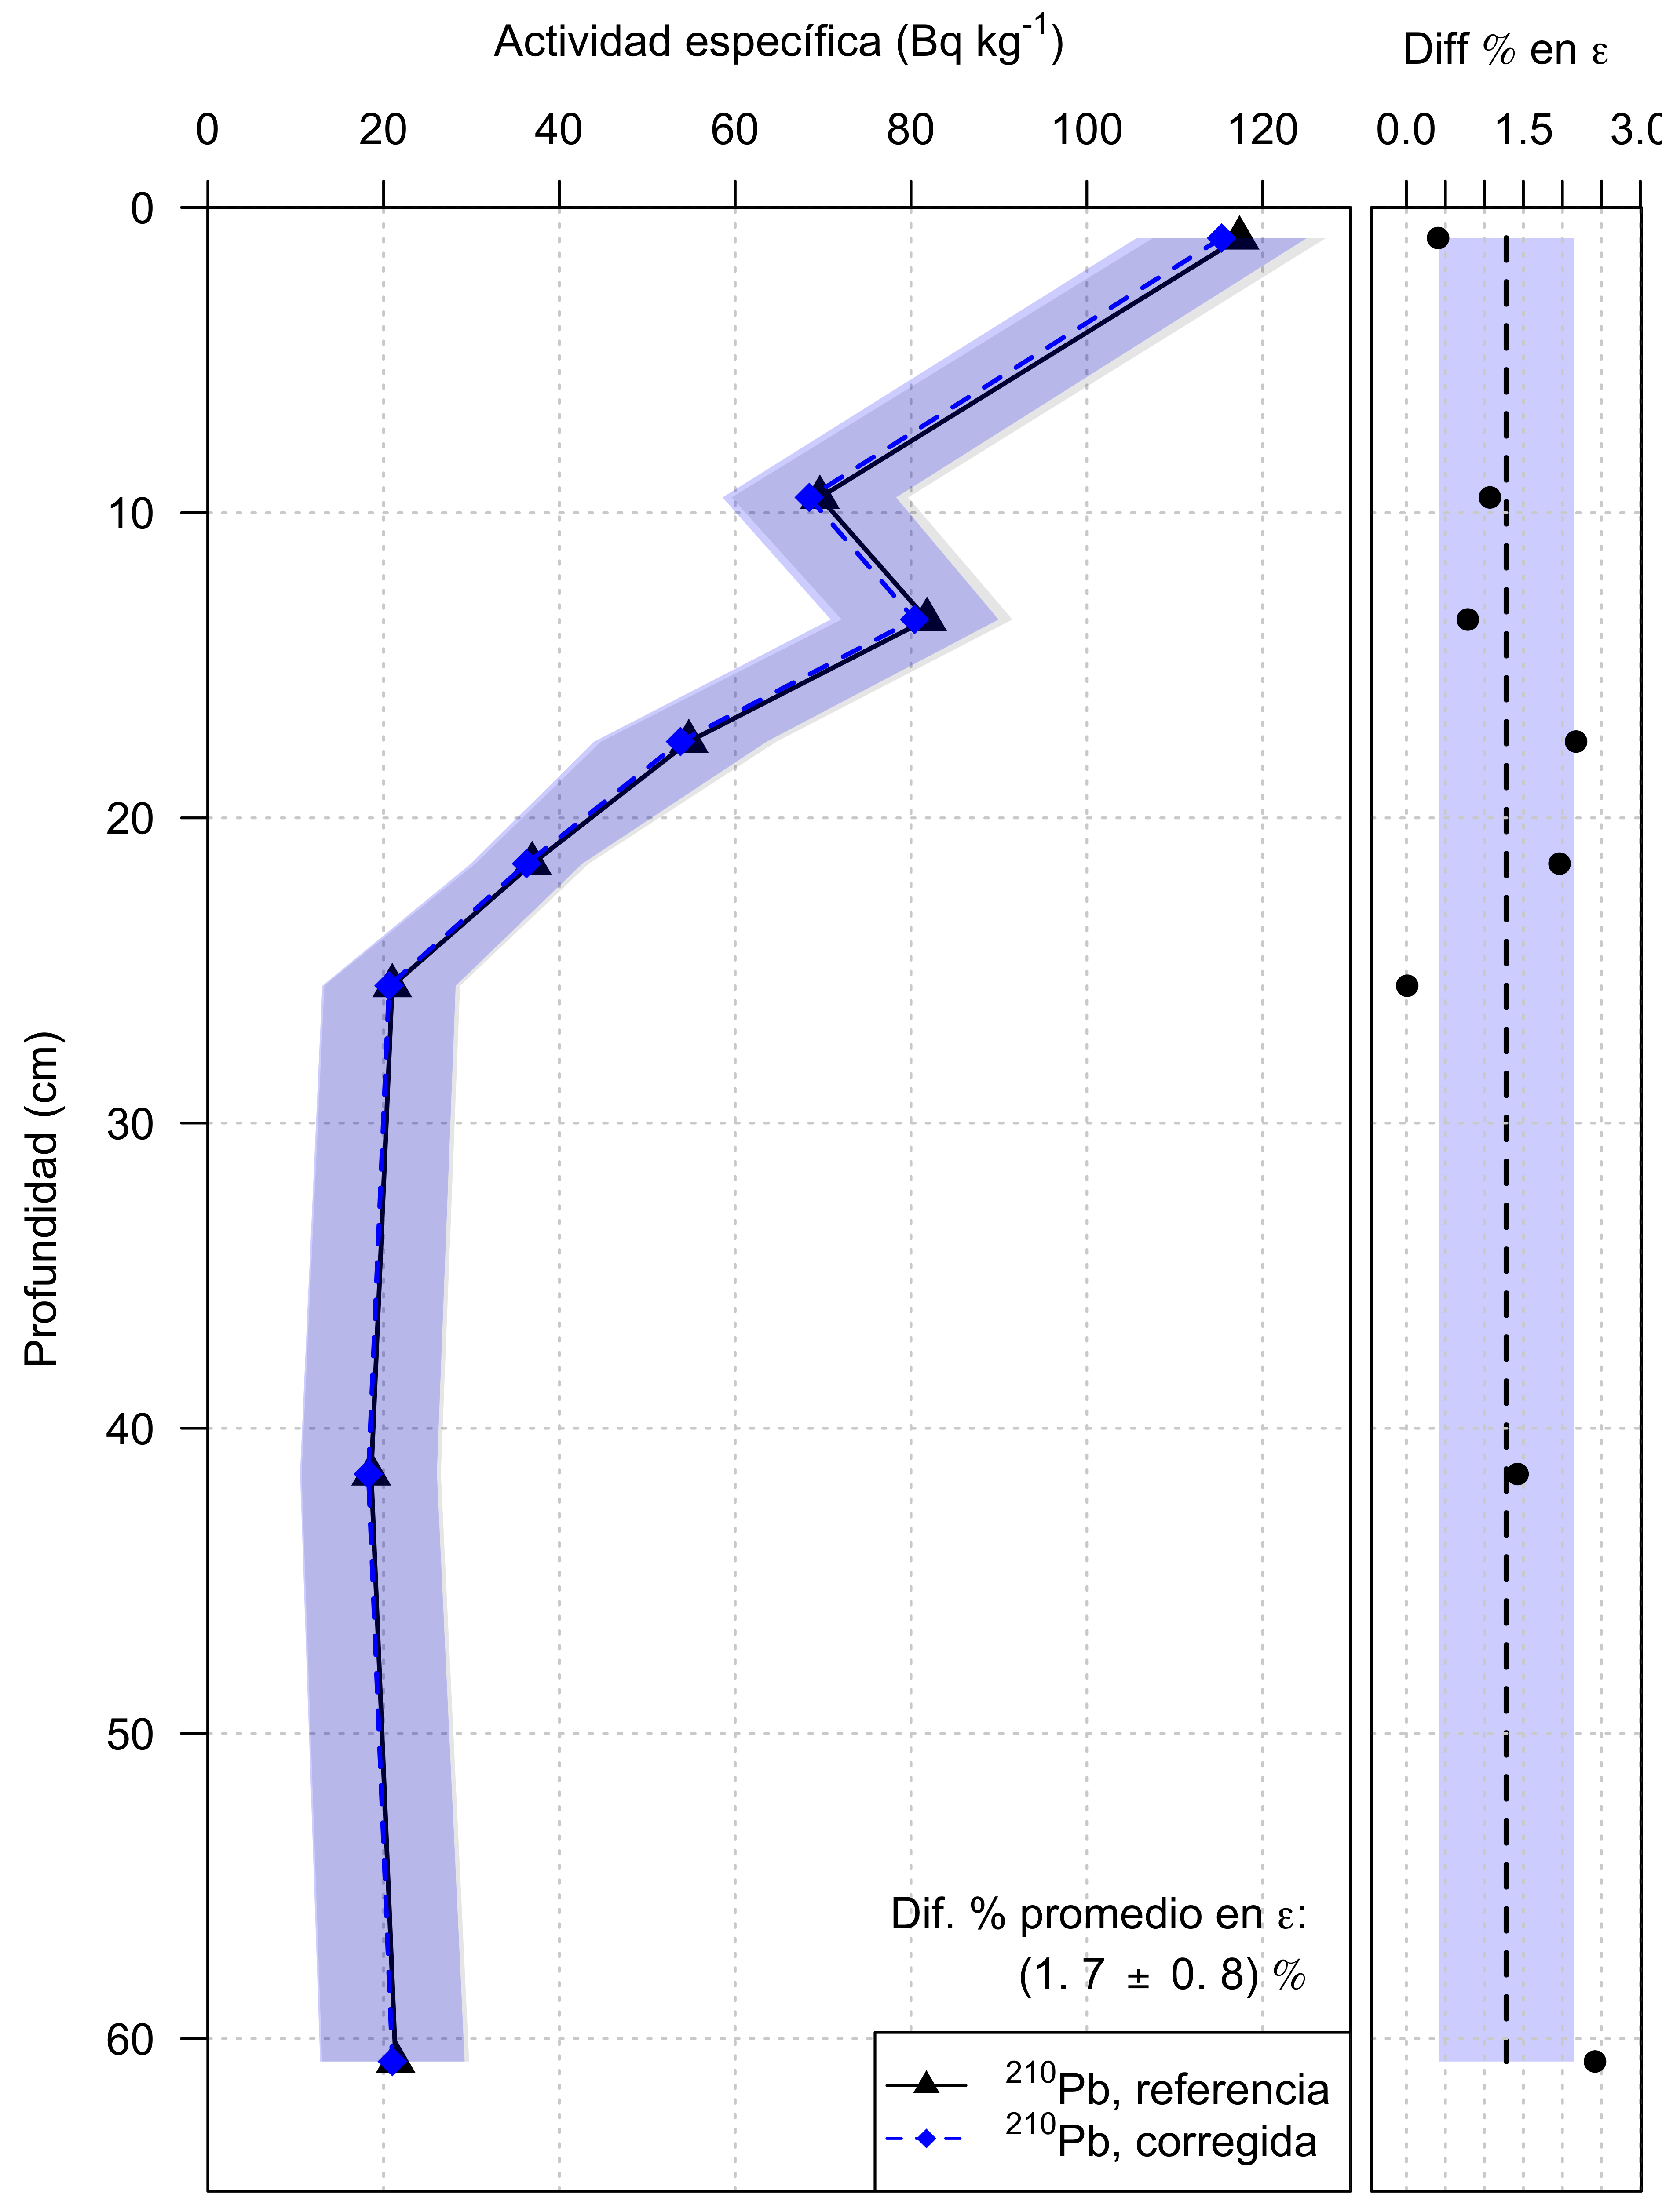 Actividad específica (Bq kg⁻¹)
Diff % en ε
0 20 40 60 80 100 120
0.0 1.5 3.0
0
10
20
30
40
50
60
Profundidad (cm)
Dif. % promedio en ε:
(1. 7 ± 0. 8) %
²¹⁰Pb, referencia
²¹⁰Pb, corregida